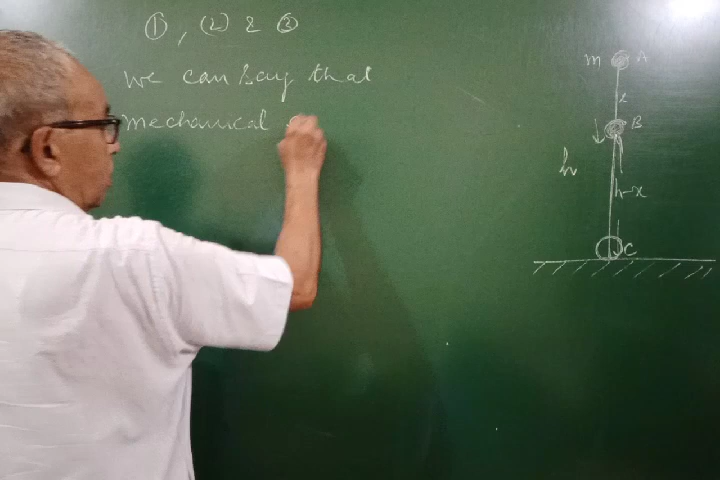 ①, (2) & ③
we can say that
mechanical
m A
x
B
h
h-x
C